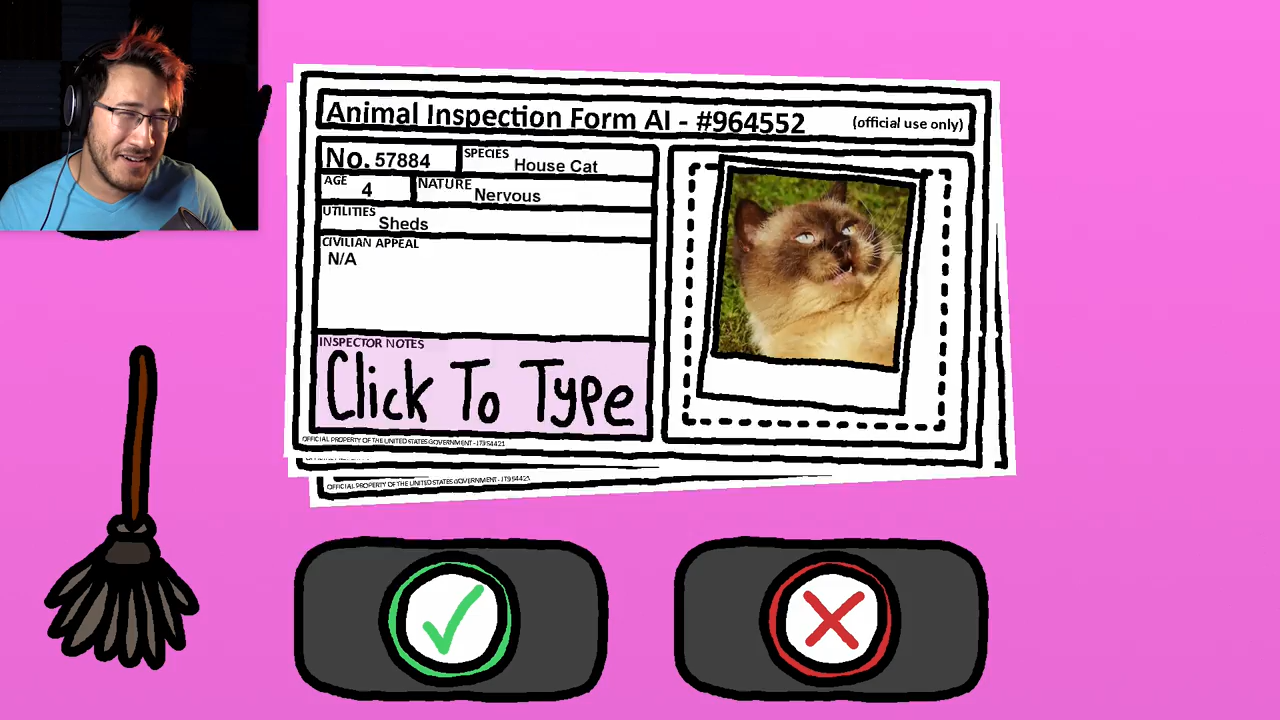 Animal Inspection Form AI - #964552
(official use only)
No. 57884
SPECIES House Cat
AGE 4
NATURE Nervous
UTILITIES Sheds
CIVILIAN APPEAL
N/A
INSPECTOR NOTES
Click To Type
OFFICIAL PROPERTY OF THE UNITED STATES GOVERNMENT - IT954421
OFFICIAL PROPERTY OF THE UNITED STATES GOVERNMENT - IT954421